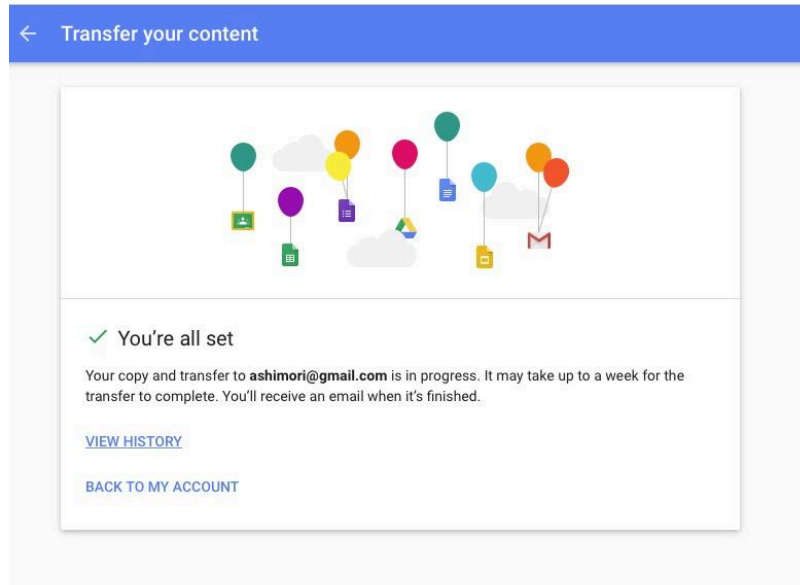 Transfer your content
You’re all set
Your copy and transfer to ashimori@gmail.com is in progress. It may take up to a week for the
transfer to complete. You’ll receive an email when it’s finished.
VIEW HISTORY
BACK TO MY ACCOUNT